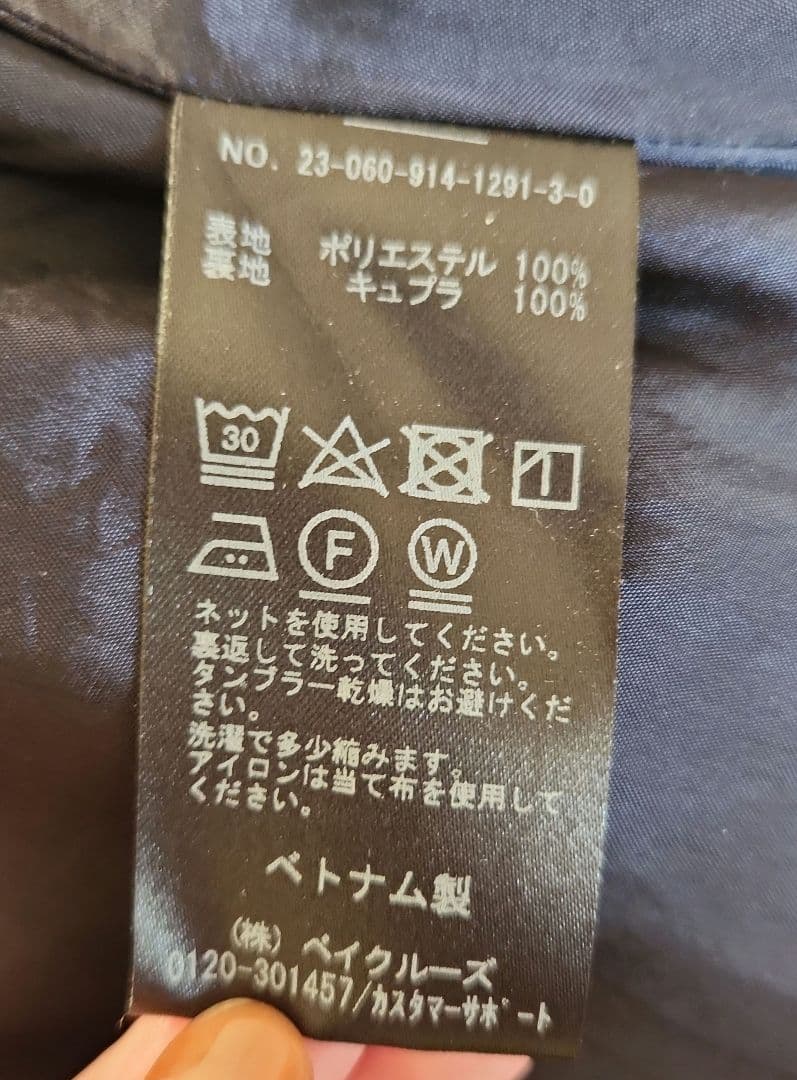 NO. 23-060-914-1291-3-0
表地 ポリエステル 100%
裏地 キュプラ 100%
30
F W
ネットを使用してください。
裏返して洗ってください。
タンブラー乾燥はお避けくだ
さい。
洗濯で多少縮みます。
アイロンは当て布を使用して
ください。
ベトナム製
(株) ベイクルーズ
0120-301457/カスタマーサポート